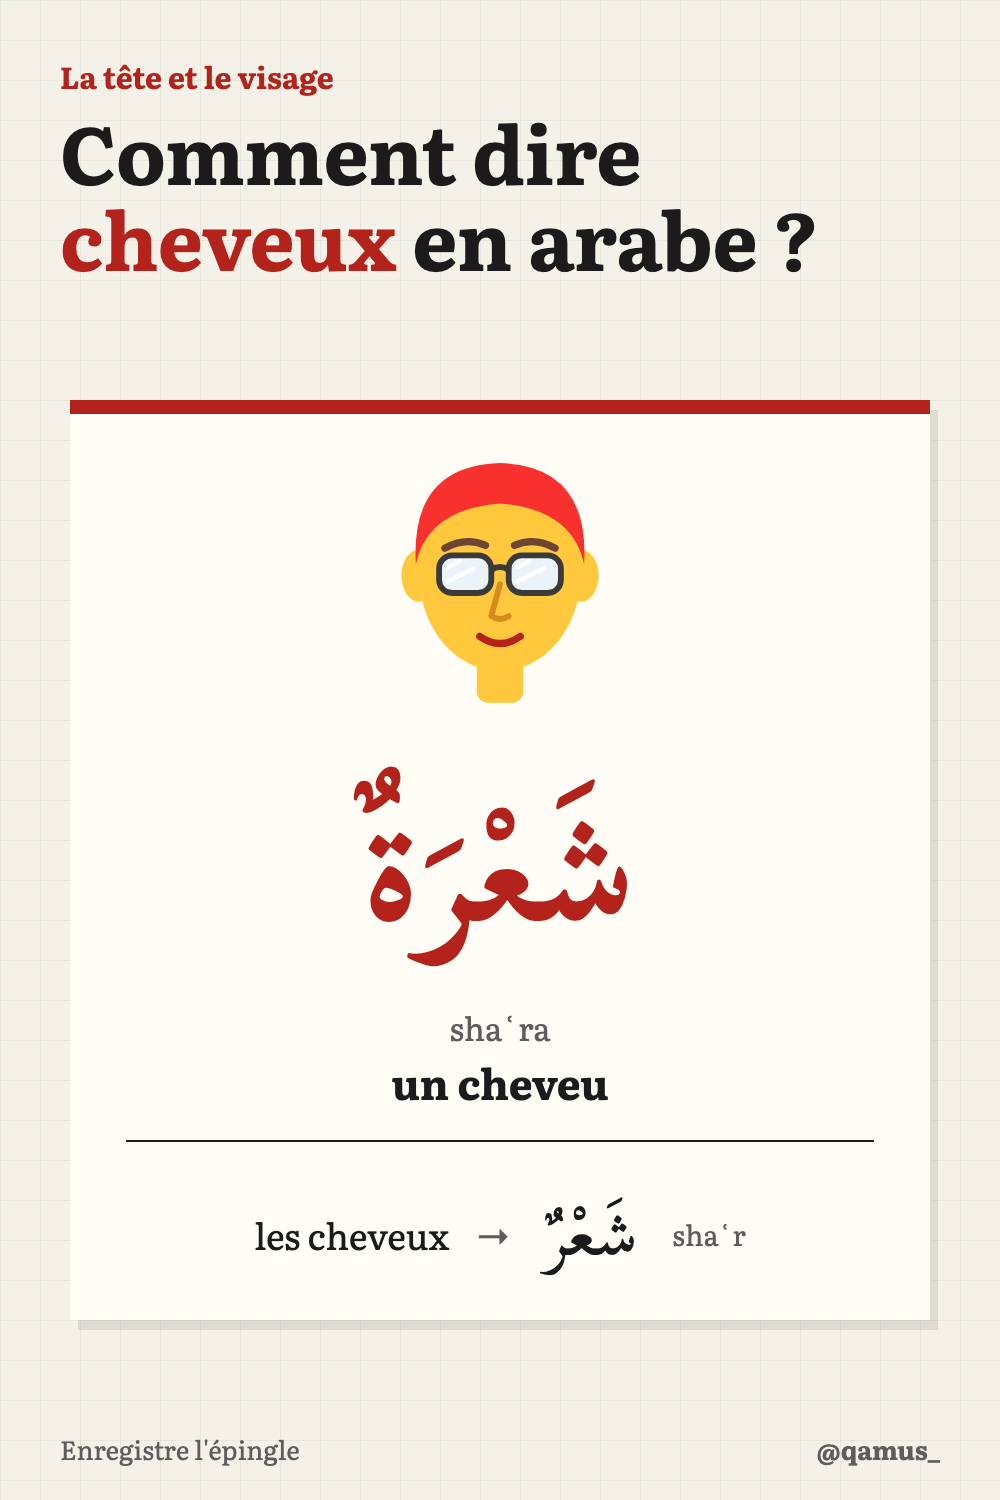 La tête et le visage
Comment dire
cheveux en arabe ?
شَعْرَةٌ
shaʿra
un cheveu
les cheveux → شَعْرٌ shaʿr
Enregistre l'épingle
@qamus_